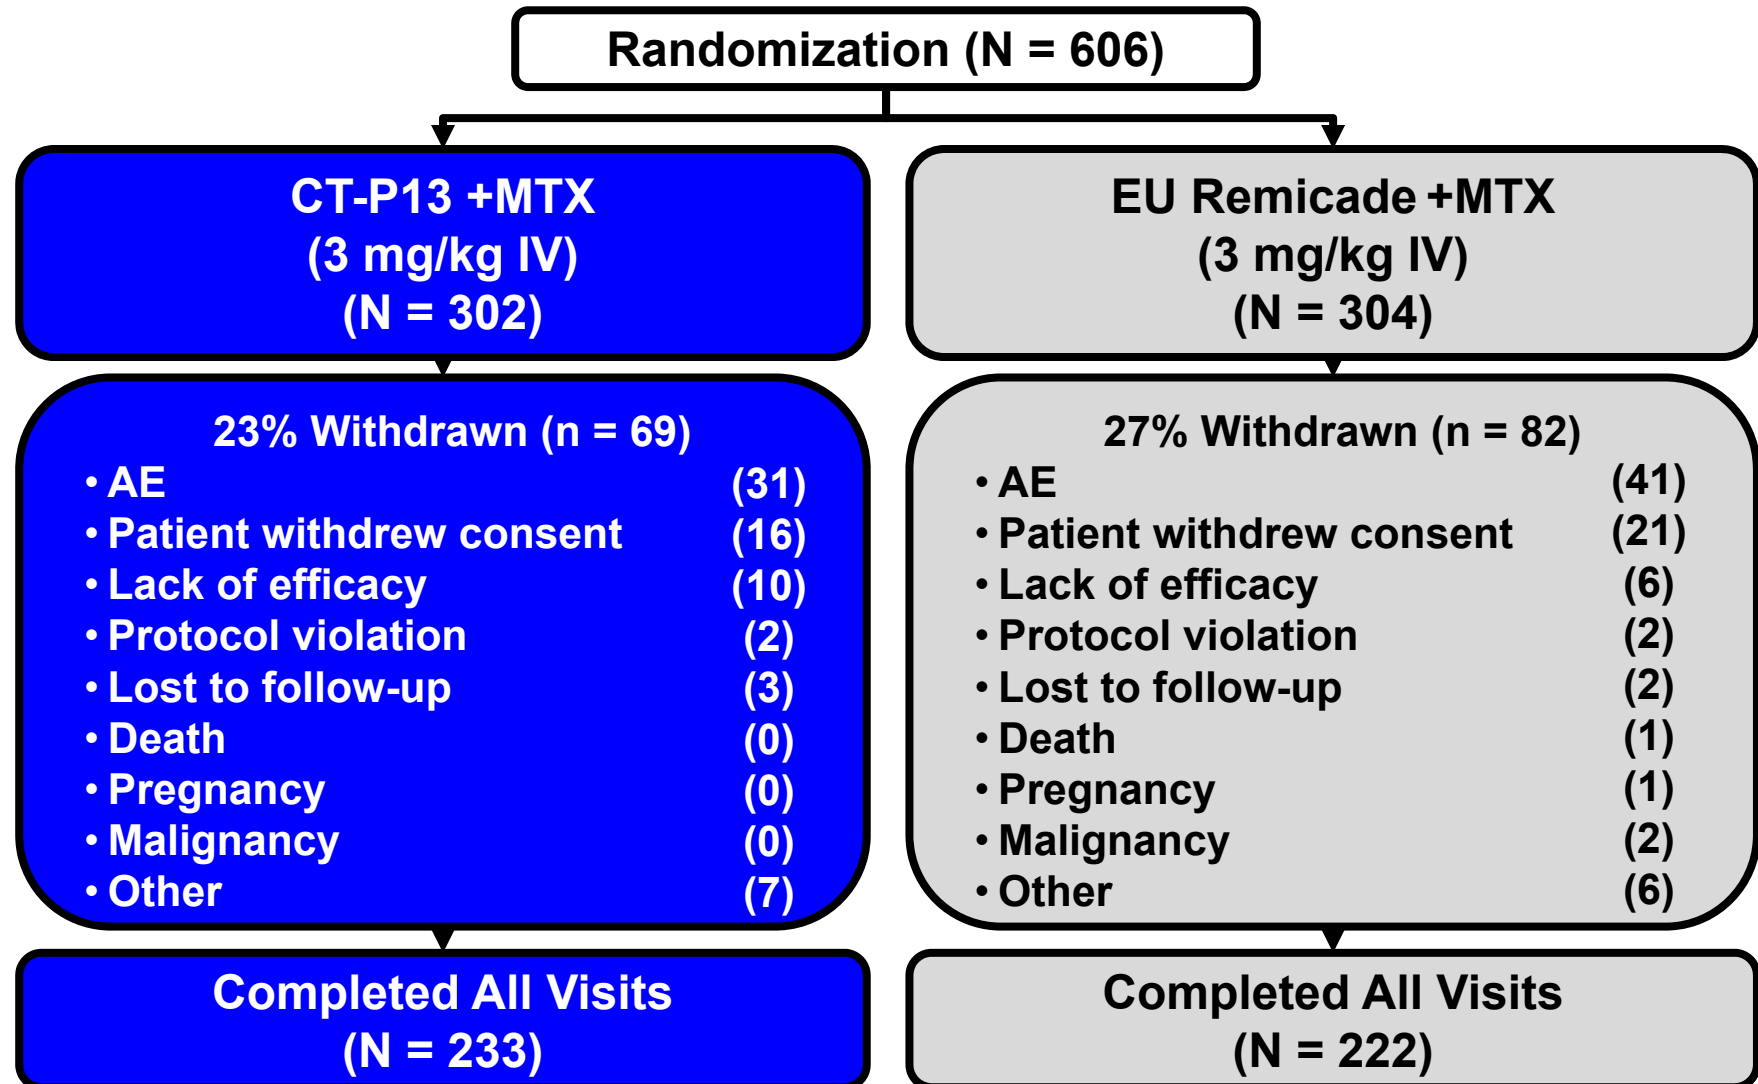 Randomization (N = 606)
CT-P13 +MTX
(3 mg/kg IV)
(N = 302)
EU Remicade +MTX
(3 mg/kg IV)
(N = 304)
23% Withdrawn (n = 69)
• AE (31)
• Patient withdrew consent (16)
• Lack of efficacy (10)
• Protocol violation (2)
• Lost to follow-up (3)
• Death (0)
• Pregnancy (0)
• Malignancy (0)
• Other (7)
27% Withdrawn (n = 82)
• AE (41)
• Patient withdrew consent (21)
• Lack of efficacy (6)
• Protocol violation (2)
• Lost to follow-up (2)
• Death (1)
• Pregnancy (1)
• Malignancy (2)
• Other (6)
Completed All Visits
(N = 233)
Completed All Visits
(N = 222)